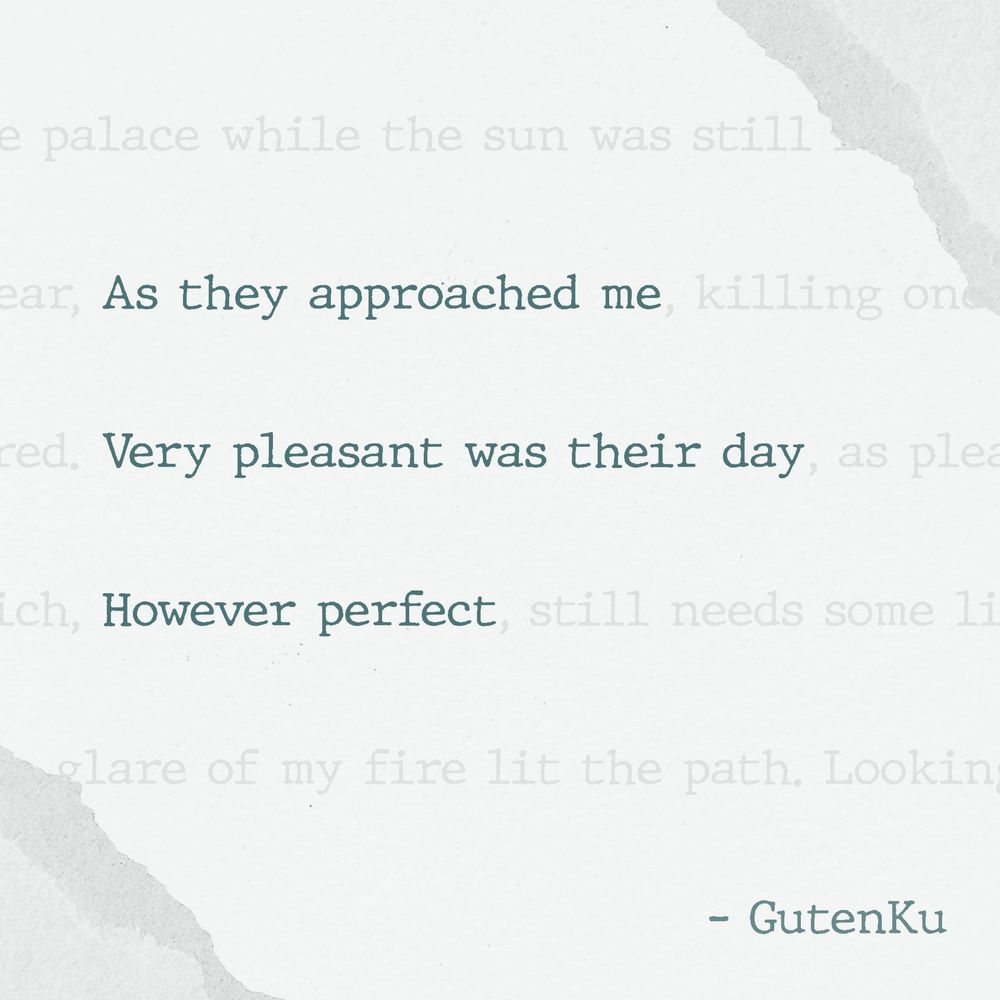 palace while the sun was still
ear, As they approached me, killing one
red. Very pleasant was their day, as plea
ich, However perfect, still needs some li
glare of my fire lit the path. Looking
- GutenKu